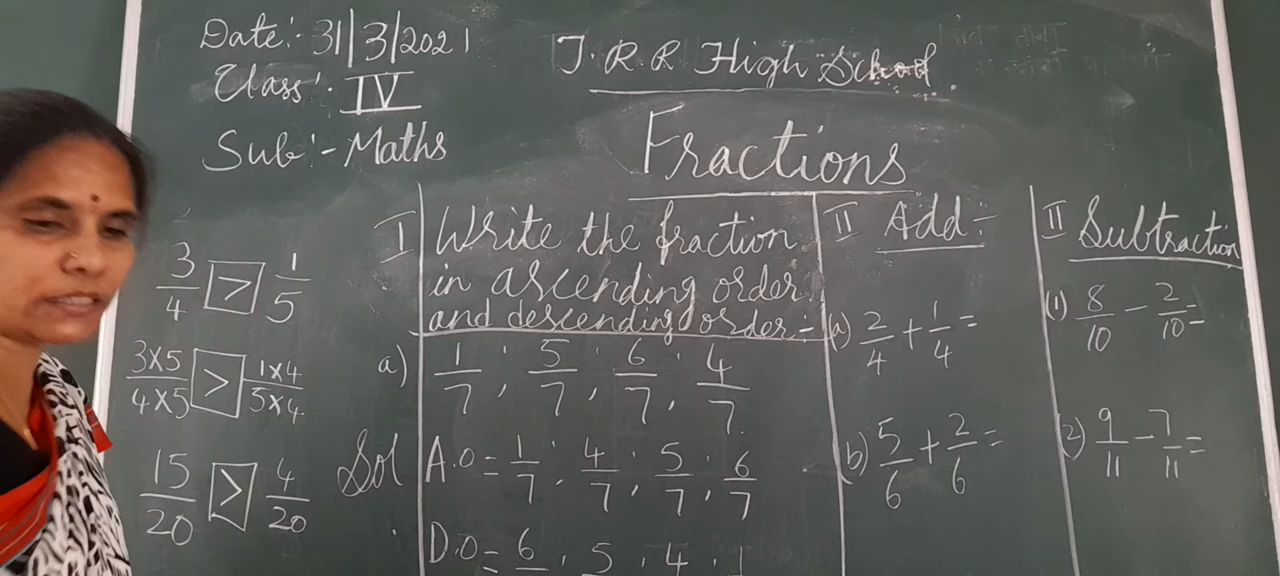 Date:- 31/3/2021
Class:- IV
Sub:- Maths
T.R.R High School
Fractions
3/4 > 1/5
3×5/4×5 > 1×4/5×4
15/20 > 4/20
I Write the fraction
in ascending order
and descending order:-
a) 1/7, 5/7, 6/7, 4/7
Sol A.O = 1/7, 4/7, 5/7, 6/7
D.O = 6, 5, 4, 1
II Add:-
(a) 2/4 + 1/4 =
b) 5/6 + 2/6 =
II Subtraction
(1) 8/10 - 2/10 =
2) 9/11 - 7/11 =